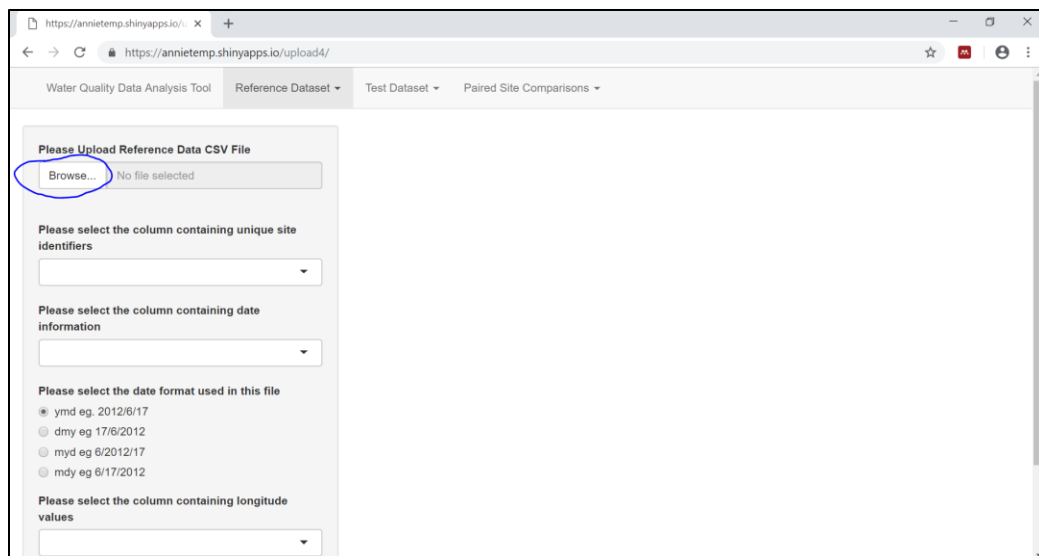 https://annietemp.shinyapps.io/u
https://annietemp.shinyapps.io/upload4/
Water Quality Data Analysis Tool Reference Dataset Test Dataset Paired Site Comparisons
Please Upload Reference Data CSV File
Browse... No file selected
Please select the column containing unique site
identifiers
Please select the column containing date
information
Please select the date format used in this file
ymd eg. 2012/6/17
dmy eg 17/6/2012
myd eg 6/2012/17
mdy eg 6/17/2012
Please select the column containing longitude
values